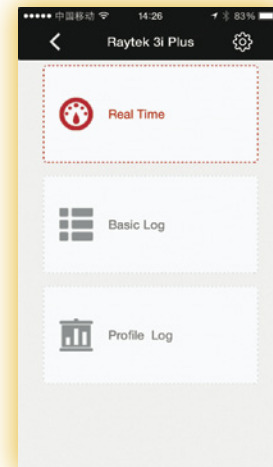 中国移动 14:26 83%
Raytek 3i Plus
Real Time
Basic Log
Profile Log